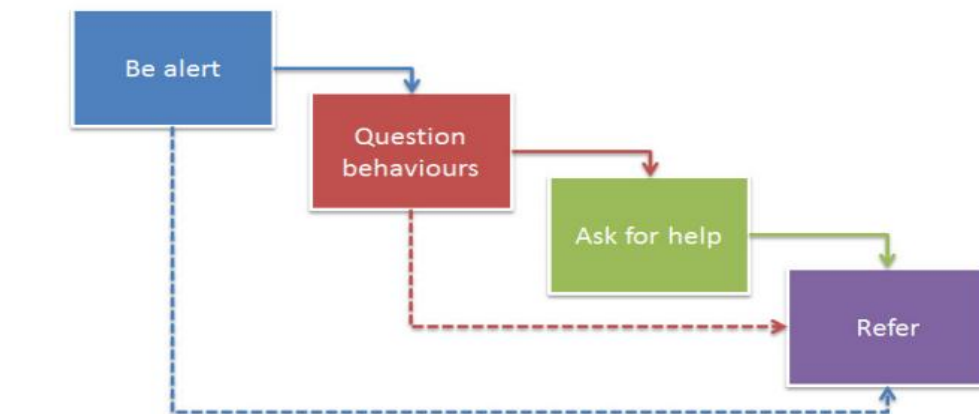 Be alert
Question
behaviours
Ask for help
Refer